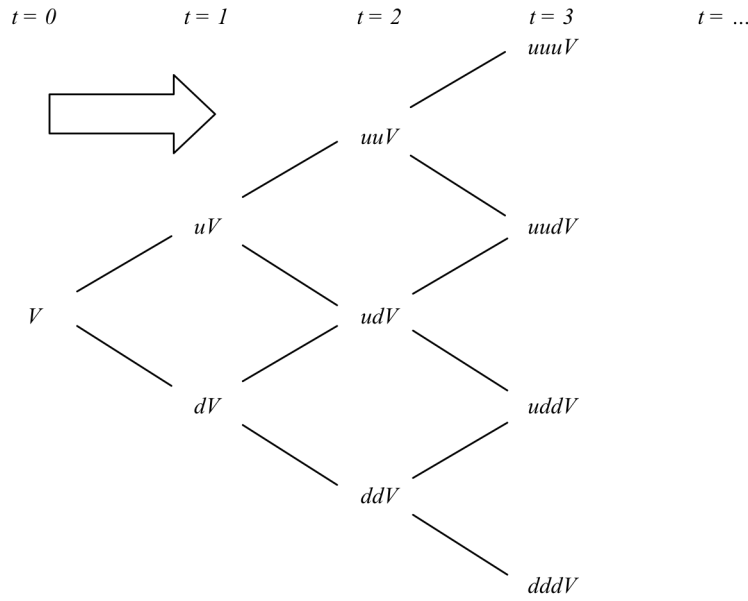 t = 0 t = 1 t = 2 t = 3 t = ...
uuuV
uuV
uV uudV
V udV
dV uddV
ddV
dddV